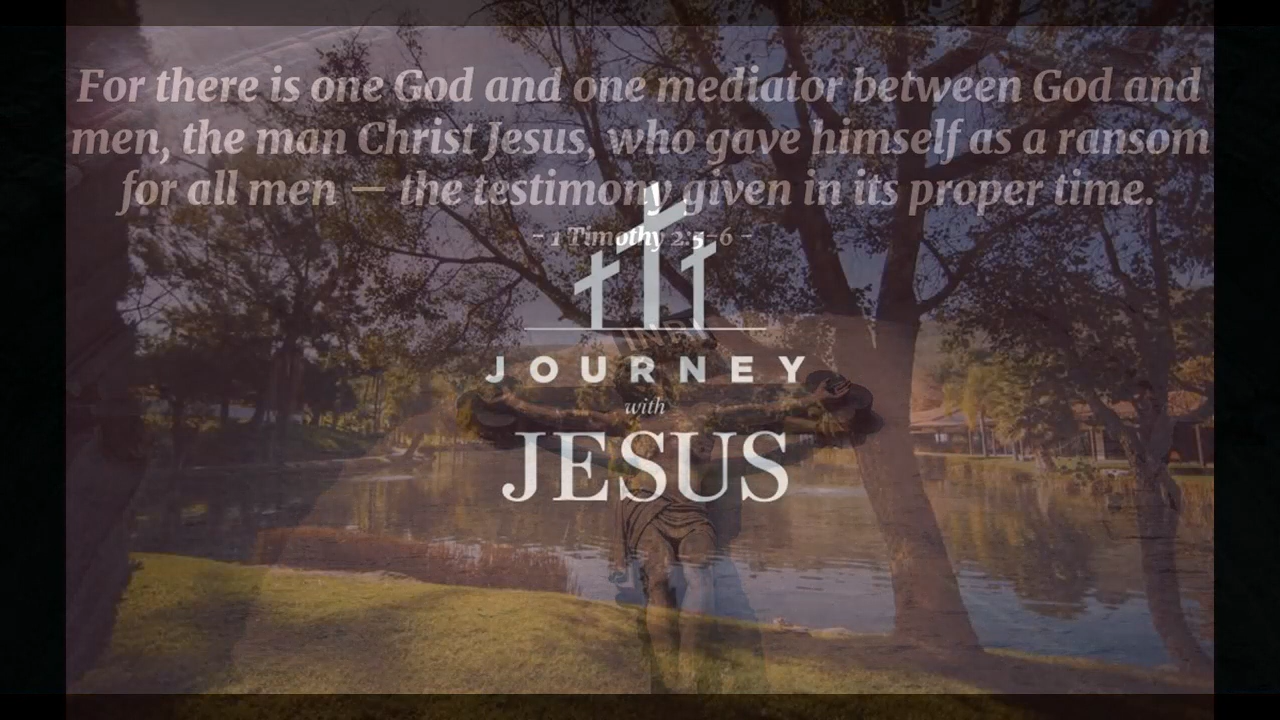 For there is one God and one mediator between God and
men, the man Christ Jesus, who gave himself as a ransom
for all men — the testimony given in its proper time.
~ 1 Timothy 2:5-6 ~
INRI
JOURNEY
with
JESUS